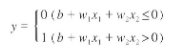 y = { 0 (b + w₁x₁ + w₂x₂ ≤ 0)
1 (b + w₁x₁ + w₂x₂ > 0)